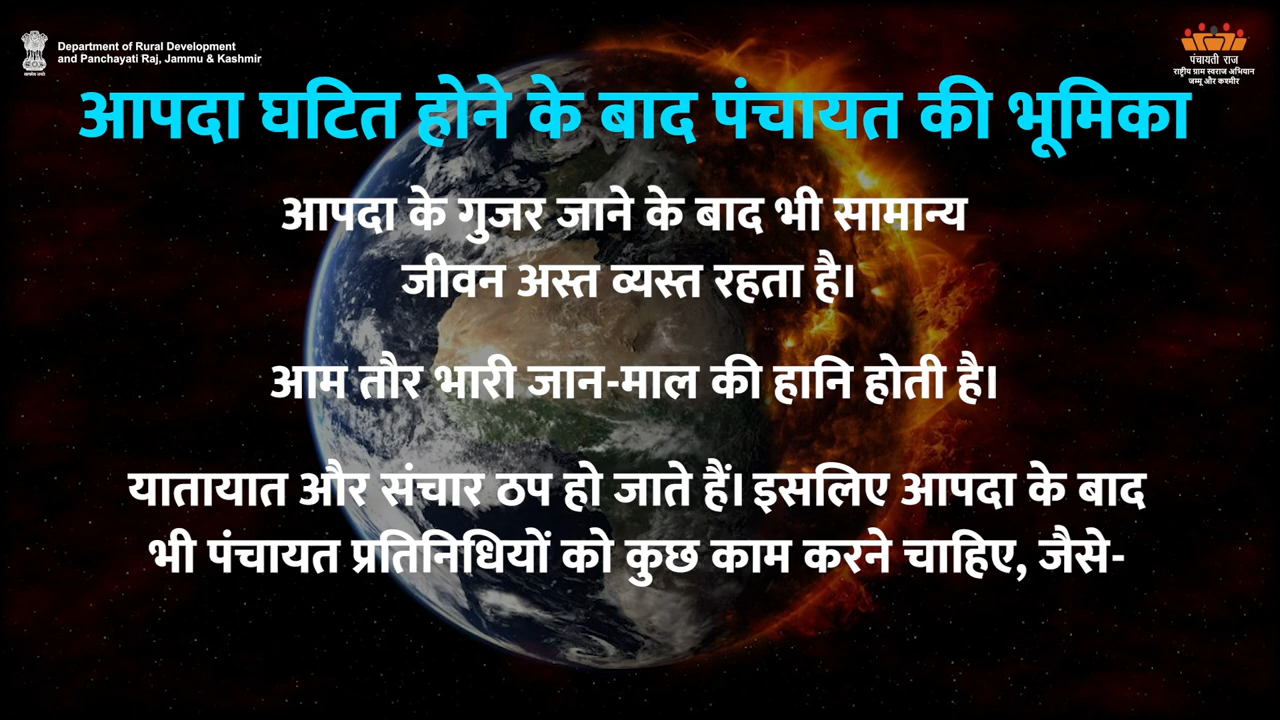 Department of Rural Development
and Panchayati Raj, Jammu & Kashmir
पंचायती राज
राष्ट्रीय ग्राम स्वराज अभियान
जम्मू और कश्मीर
आपदा घटित होने के बाद पंचायत की भूमिका
आपदा के गुजर जाने के बाद भी सामान्य
जीवन अस्त व्यस्त रहता है।
आम तौर भारी जान-माल की हानि होती है।
यातायात और संचार ठप हो जाते हैं। इसलिए आपदा के बाद
भी पंचायत प्रतिनिधियों को कुछ काम करने चाहिए, जैसे-